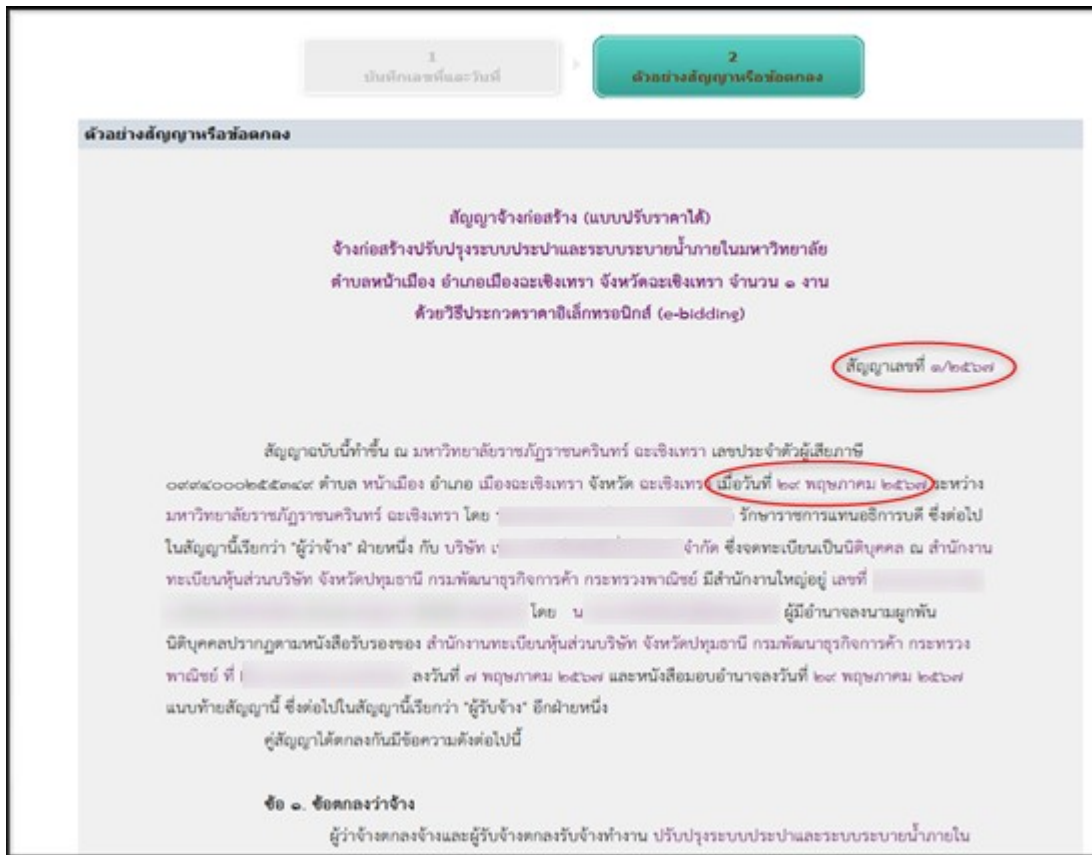 1
บันทึกเลขที่และวันที่
2
ตัวอย่างสัญญาหรือข้อตกลง
ตัวอย่างสัญญาหรือข้อตกลง
สัญญาจ้างก่อสร้าง (แบบปรับราคาได้)
จ้างก่อสร้างปรับปรุงระบบประปาและระบบระบายน้ำภายในมหาวิทยาลัย
ตำบลหน้าเมือง อำเภอเมืองฉะเชิงเทรา จังหวัดฉะเชิงเทรา จำนวน ๑ งาน
ด้วยวิธีประกวดราคาอิเล็กทรอนิกส์ (e-bidding)
สัญญาเลขที่ ๑/๒๕๖๗
สัญญาฉบับนี้ทำขึ้น ณ มหาวิทยาลัยราชภัฏราชนครินทร์ ฉะเชิงเทรา เลขประจำตัวผู้เสียภาษี
๐๙๙๔๐๐๐๒๕๕๓๔๙ ตำบล หน้าเมือง อำเภอ เมืองฉะเชิงเทรา จังหวัด ฉะเชิงเทรา เมื่อวันที่ ๒๙ พฤษภาคม ๒๕๖๗ ระหว่าง
มหาวิทยาลัยราชภัฏราชนครินทร์ ฉะเชิงเทรา โดย รักษาราชการแทนอธิการบดี ซึ่งต่อไป
ในสัญญานี้เรียกว่า "ผู้ว่าจ้าง" ฝ่ายหนึ่ง กับ บริษัท จำกัด ซึ่งจดทะเบียนเป็นนิติบุคคล ณ สำนักงาน
ทะเบียนหุ้นส่วนบริษัท จังหวัดปทุมธานี กรมพัฒนาธุรกิจการค้า กระทรวงพาณิชย์ มีสำนักงานใหญ่อยู่ เลขที่
โดย น ผู้มีอำนาจลงนามผูกพัน
นิติบุคคลปรากฏตามหนังสือรับรองของ สำนักงานทะเบียนหุ้นส่วนบริษัท จังหวัดปทุมธานี กรมพัฒนาธุรกิจการค้า กระทรวง
พาณิชย์ ที่ ลงวันที่ ๗ พฤษภาคม ๒๕๖๗ และหนังสือมอบอำนาจลงวันที่ ๒๙ พฤษภาคม ๒๕๖๗
แนบท้ายสัญญานี้ ซึ่งต่อไปในสัญญานี้เรียกว่า "ผู้รับจ้าง" อีกฝ่ายหนึ่ง
คู่สัญญาได้ตกลงกันมีข้อความดังต่อไปนี้
ข้อ ๑. ข้อตกลงว่าจ้าง
ผู้ว่าจ้างตกลงจ้างและผู้รับจ้างตกลงรับจ้างทำงาน ปรับปรุงระบบประปาและระบบระบายน้ำภายใน